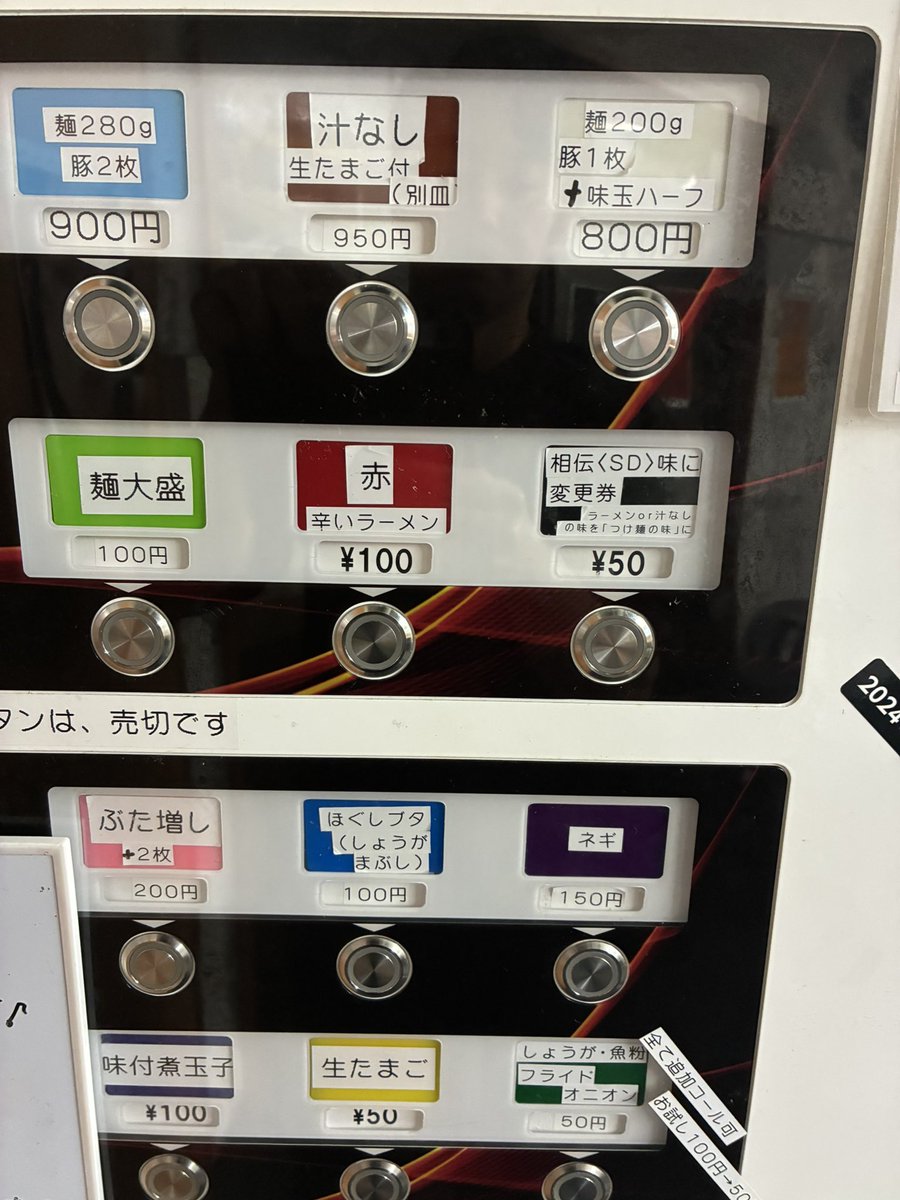 麺280g
豚2枚
900円
汁なし
生たまご付
(別皿
950円
麺200g
豚1枚
+味玉ハーフ
800円
麺大盛
100円
赤
辛いラーメン
¥100
相伝〈SD〉味に
変更券
ラーメンor汁なし
の味を「つけ麺の味」に
¥50
タンは、売切です
2024
ぶた増し
+2枚
200円
ほぐしブタ
(しょうが
まぶし)
100円
ネギ
150円
味付煮玉子
¥100
生たまご
¥50
しょうが・魚粉
フライド
オニオン
50円
全て追加コール可
お試し100円→50